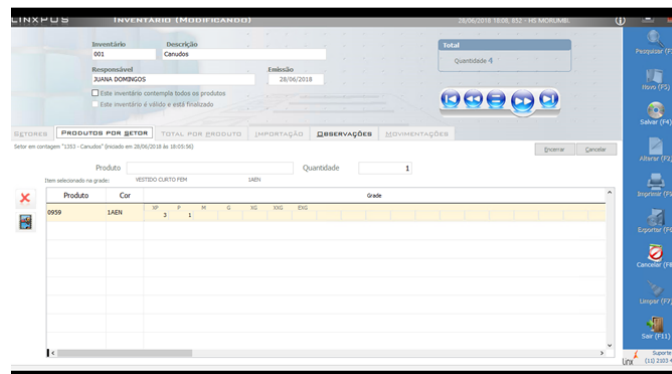 LINXPOS
INVENTÁRIO (MODIFICANDO)
28/06/2018 18:08, 852 - HS MORUMBI.
Inventário
Descrição
001
Canudos
Responsável
Emissão
JUANA DOMINGOS
28/06/2018
Este inventário contempla todos os produtos
Este inventário é válido e está finalizado
Total
Quantidade 4
SETORES
PRODUTOS POR SETOR
TOTAL POR PRODUTO
IMPORTAÇÃO
OBSERVAÇÕES
MOVIMENTAÇÕES
Setor em contagem "1353 - Canudos" (Iniciado em 28/06/2018 às 18:03:56)
Encerrar
Cancelar
Produto
Quantidade
1
Item selecionado na grade:
VESTIDO CURTO FEM
Produto
Cor
Grade
0959
1AEN
XP P M G XG XXG EXG
3 1
Pesquisar (F
Novo (F5)
Salvar (F4)
Alterar (F2)
Imprimir (F
Exportar (F
Cancelar (F
Limpar (F7)
Sair (F11)
Linx
Suporte
(11) 2103